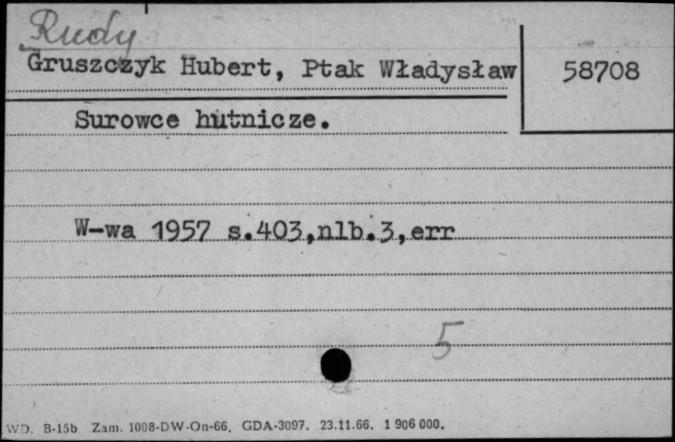 Rudy
Gruszczyk Hubert, Ptak Władysław
58708
Surowce hutnicze.
W-wa 1957 s.403,nlb.3,err
5
WD. B-15b Zam. 1008-DW-On-66, GDA-3097. 23.11.66. 1 906 000.